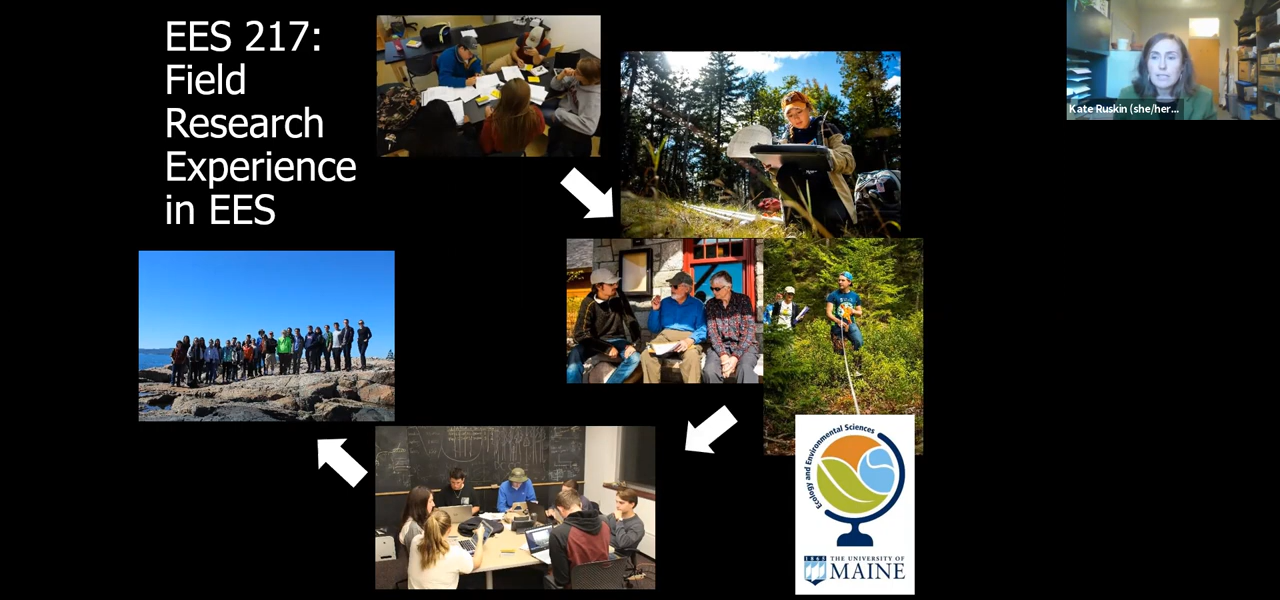 EES 217:
Field
Research
Experience
in EES
Kate Ruskin (she/her...
Ecology and Environmental Sciences
1865
THE UNIVERSITY OF
MAINE